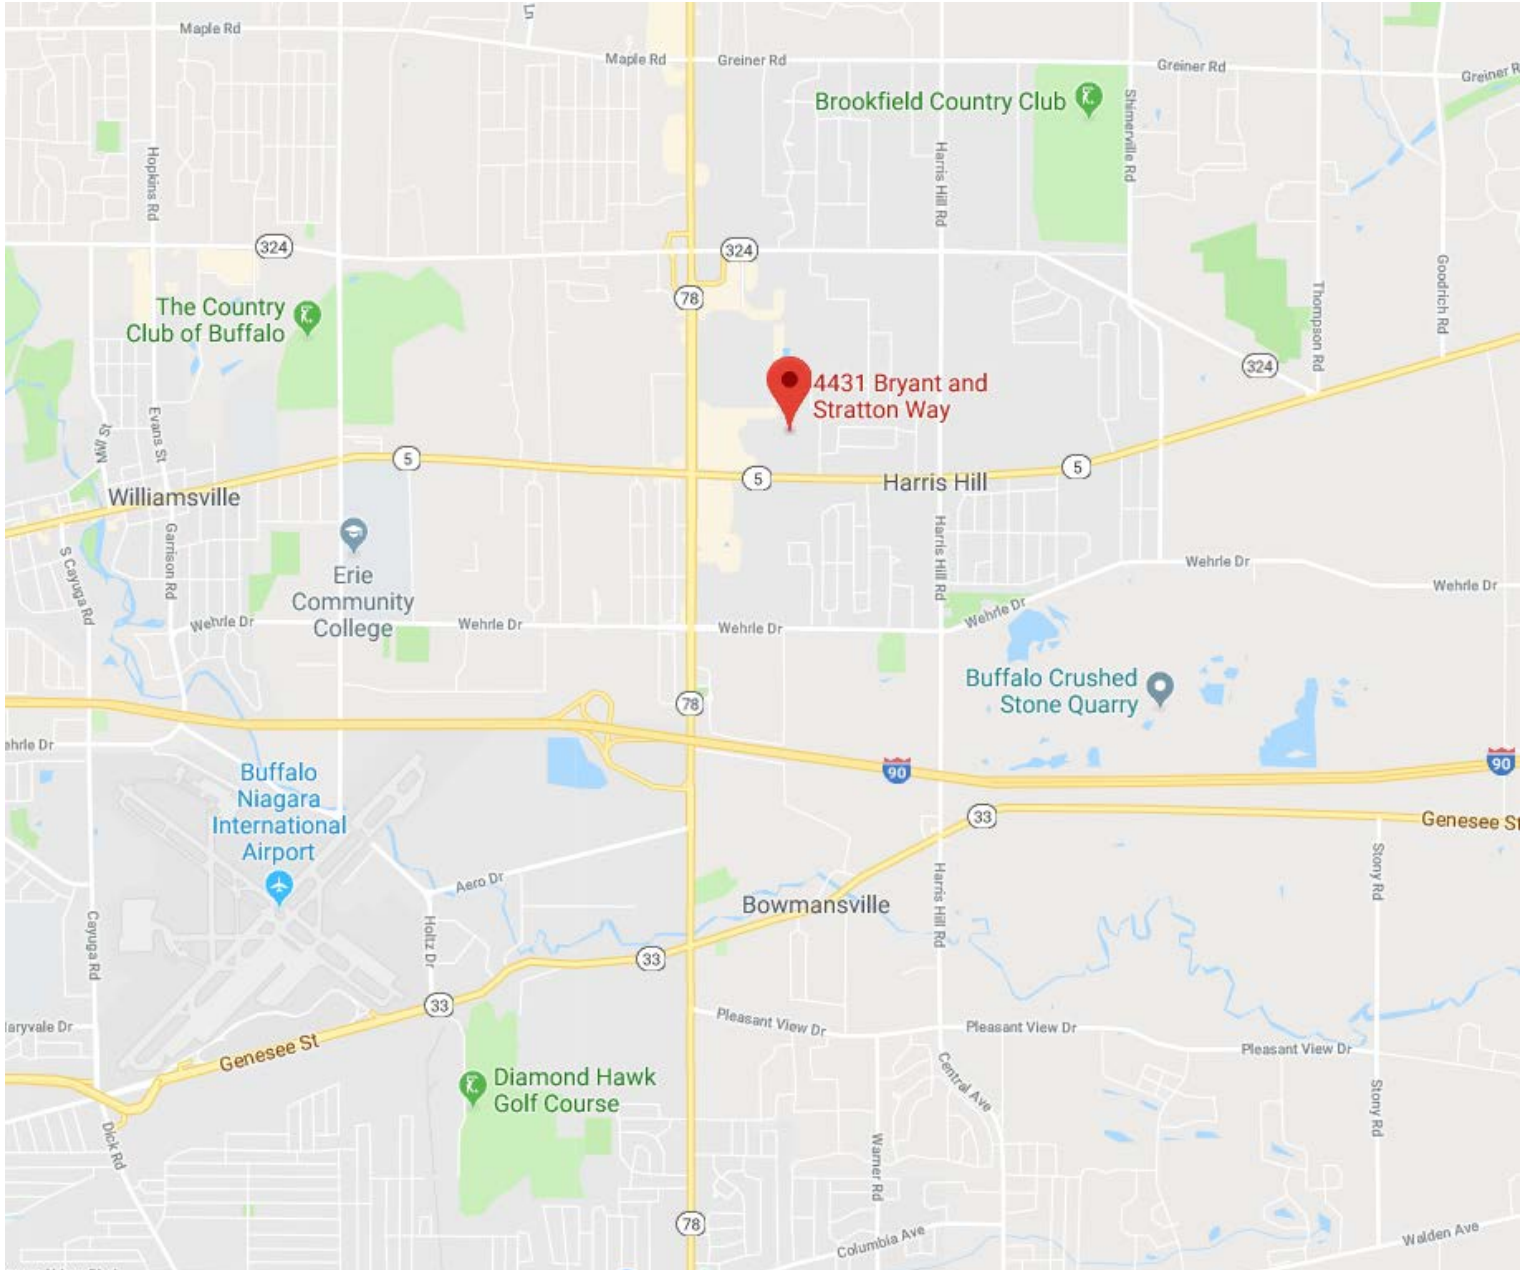 Maple Rd
Maple Rd
Greiner Rd
Greiner Rd
Greiner R
Brookfield Country Club
Hopkins Rd
Harris Hill Rd
Shimerville Rd
324
324
78
The Country
Club of Buffalo
Thompson Rd
Goodrich Rd
324
4431 Bryant and
Stratton Way
Mill St
Evans St
5
5
5
Harris Hill
Williamsville
Garrison Rd
S Cayuga Rd
Erie
Community
College
Harris Hill Rd
Wehrle Dr
Wehrle Dr
Wehrle Dr
Wehrle Dr
Wehrle Dr
Wehrle Dr
Buffalo Crushed
Stone Quarry
78
ehrle Dr
90
90
Buffalo
Niagara
International
Airport
33
Genesee St
Aero Dr
Stony Rd
Harris Hill Rd
Bowmansville
Cayuga Rd
Holtz Dr
33
33
aryvale Dr
Genesee St
Pleasant View Dr
Pleasant View Dr
Pleasant View Dr
Diamond Hawk
Golf Course
Central Ave
Stony Rd
Dick Rd
Warner Rd
78
Columbia Ave
Walden Ave